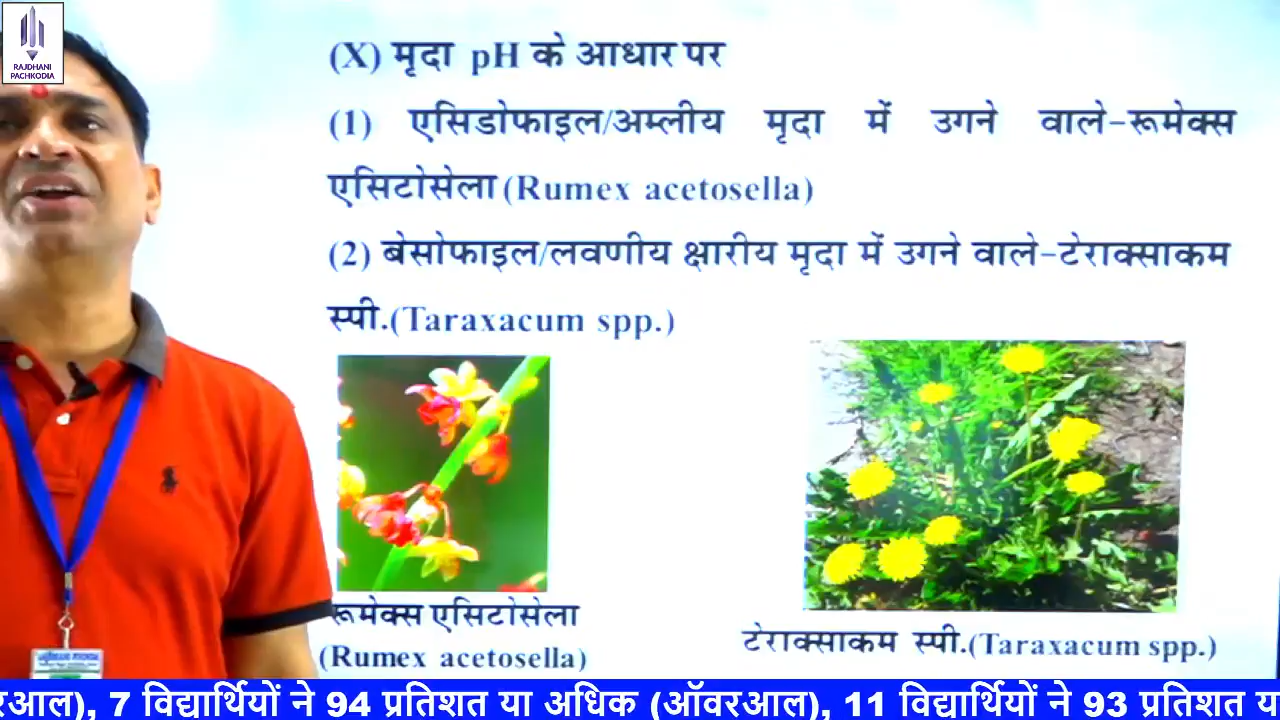 RAJDHANI
PACHKODIA
(X) मृदा pH के आधार पर
(1) एसिडोफाइल/अम्लीय मृदा में उगने वाले-रूमेक्स
एसिटोसेला (Rumex acetosella)
(2) बेसोफाइल/लवणीय क्षारीय मृदा में उगने वाले-टेराक्साकम
स्पी.(Taraxacum spp.)
रूमेक्स एसिटोसेला
(Rumex acetosella)
टेराक्साकम स्पी.(Taraxacum spp.)
रआल), 7 विद्यार्थियों ने 94 प्रतिशत या अधिक (ऑवरआल), 11 विद्यार्थियों ने 93 प्रतिशत य